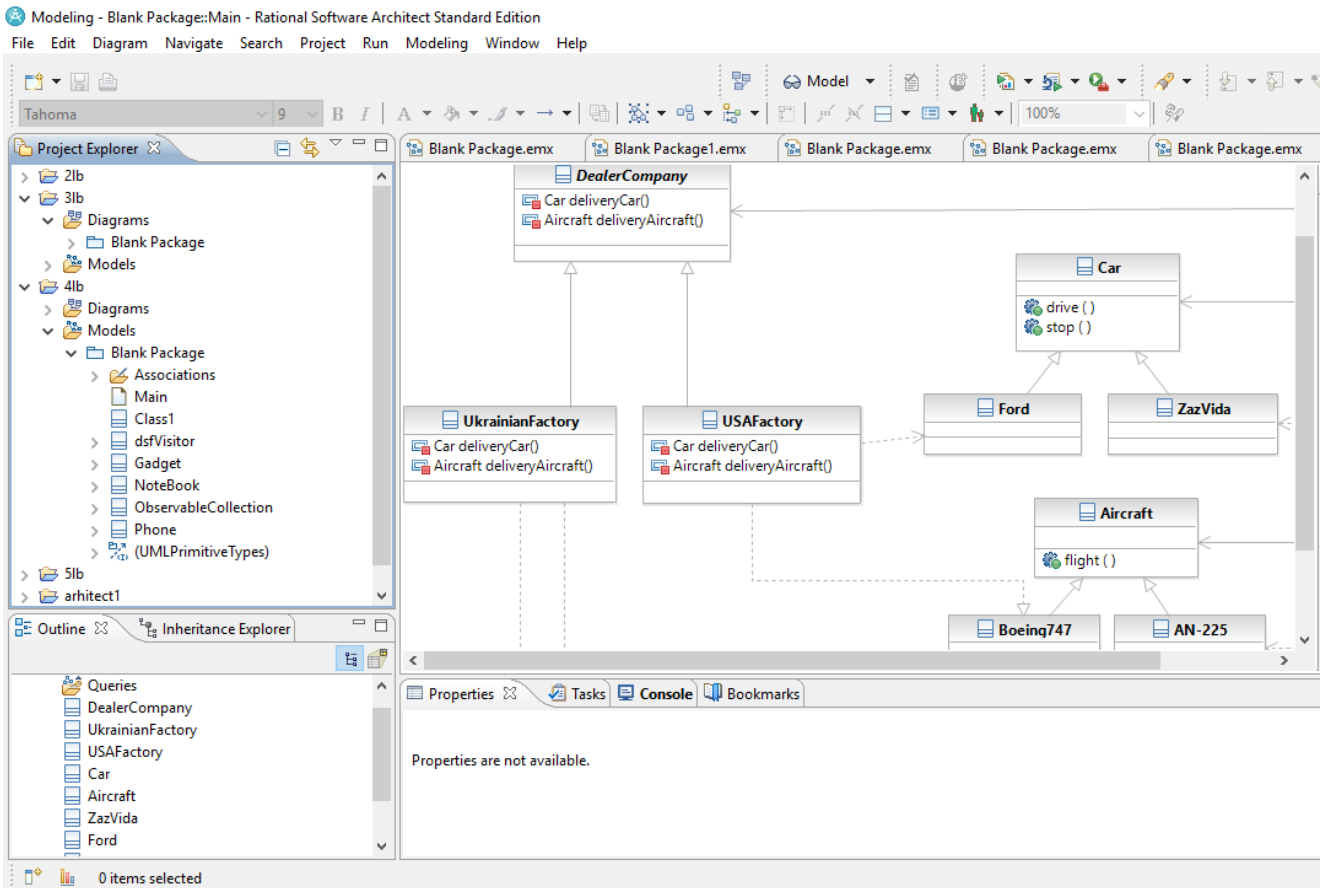 Modeling - Blank Package::Main - Rational Software Architect Standard Edition
File Edit Diagram Navigate Search Project Run Modeling Window Help
Model
Tahoma 9 B I A 100%
Project Explorer
2lb
3lb
Diagrams
Blank Package
Models
4lb
Diagrams
Models
Blank Package
Associations
Main
Class1
dsfVisitor
Gadget
NoteBook
ObservableCollection
Phone
(UMLPrimitiveTypes)
5lb
arhitect1
Outline Inheritance Explorer
Queries
DealerCompany
UkrainianFactory
USAFactory
Car
Aircraft
ZazVida
Ford
Blank Package.emx Blank Package1.emx Blank Package.emx Blank Package.emx Blank Package.emx
DealerCompany
Car deliveryCar()
Aircraft deliveryAircraft()
Car
drive ( )
stop ( )
UkrainianFactory
Car deliveryCar()
Aircraft deliveryAircraft()
USAFactory
Car deliveryCar()
Aircraft deliveryAircraft()
Ford
ZazVida
Aircraft
flight ( )
Boeing747
AN-225
Properties Tasks Console Bookmarks
Properties are not available.
0 items selected